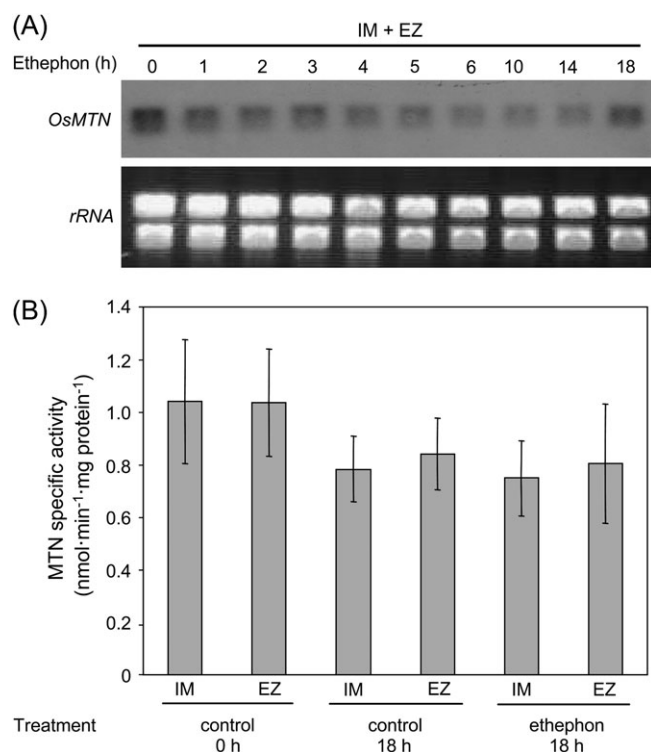 (A)
IM + EZ
Ethephon (h) 0 1 2 3 4 5 6 10 14 18
OsMTN
rRNA
(B)
MTN specific activity
(nmol·min⁻¹·mg protein⁻¹)
1.4
1.2
1.0
0.8
0.6
0.4
0.2
0
IM EZ IM EZ IM EZ
Treatment control control ethephon
0 h 18 h 18 h